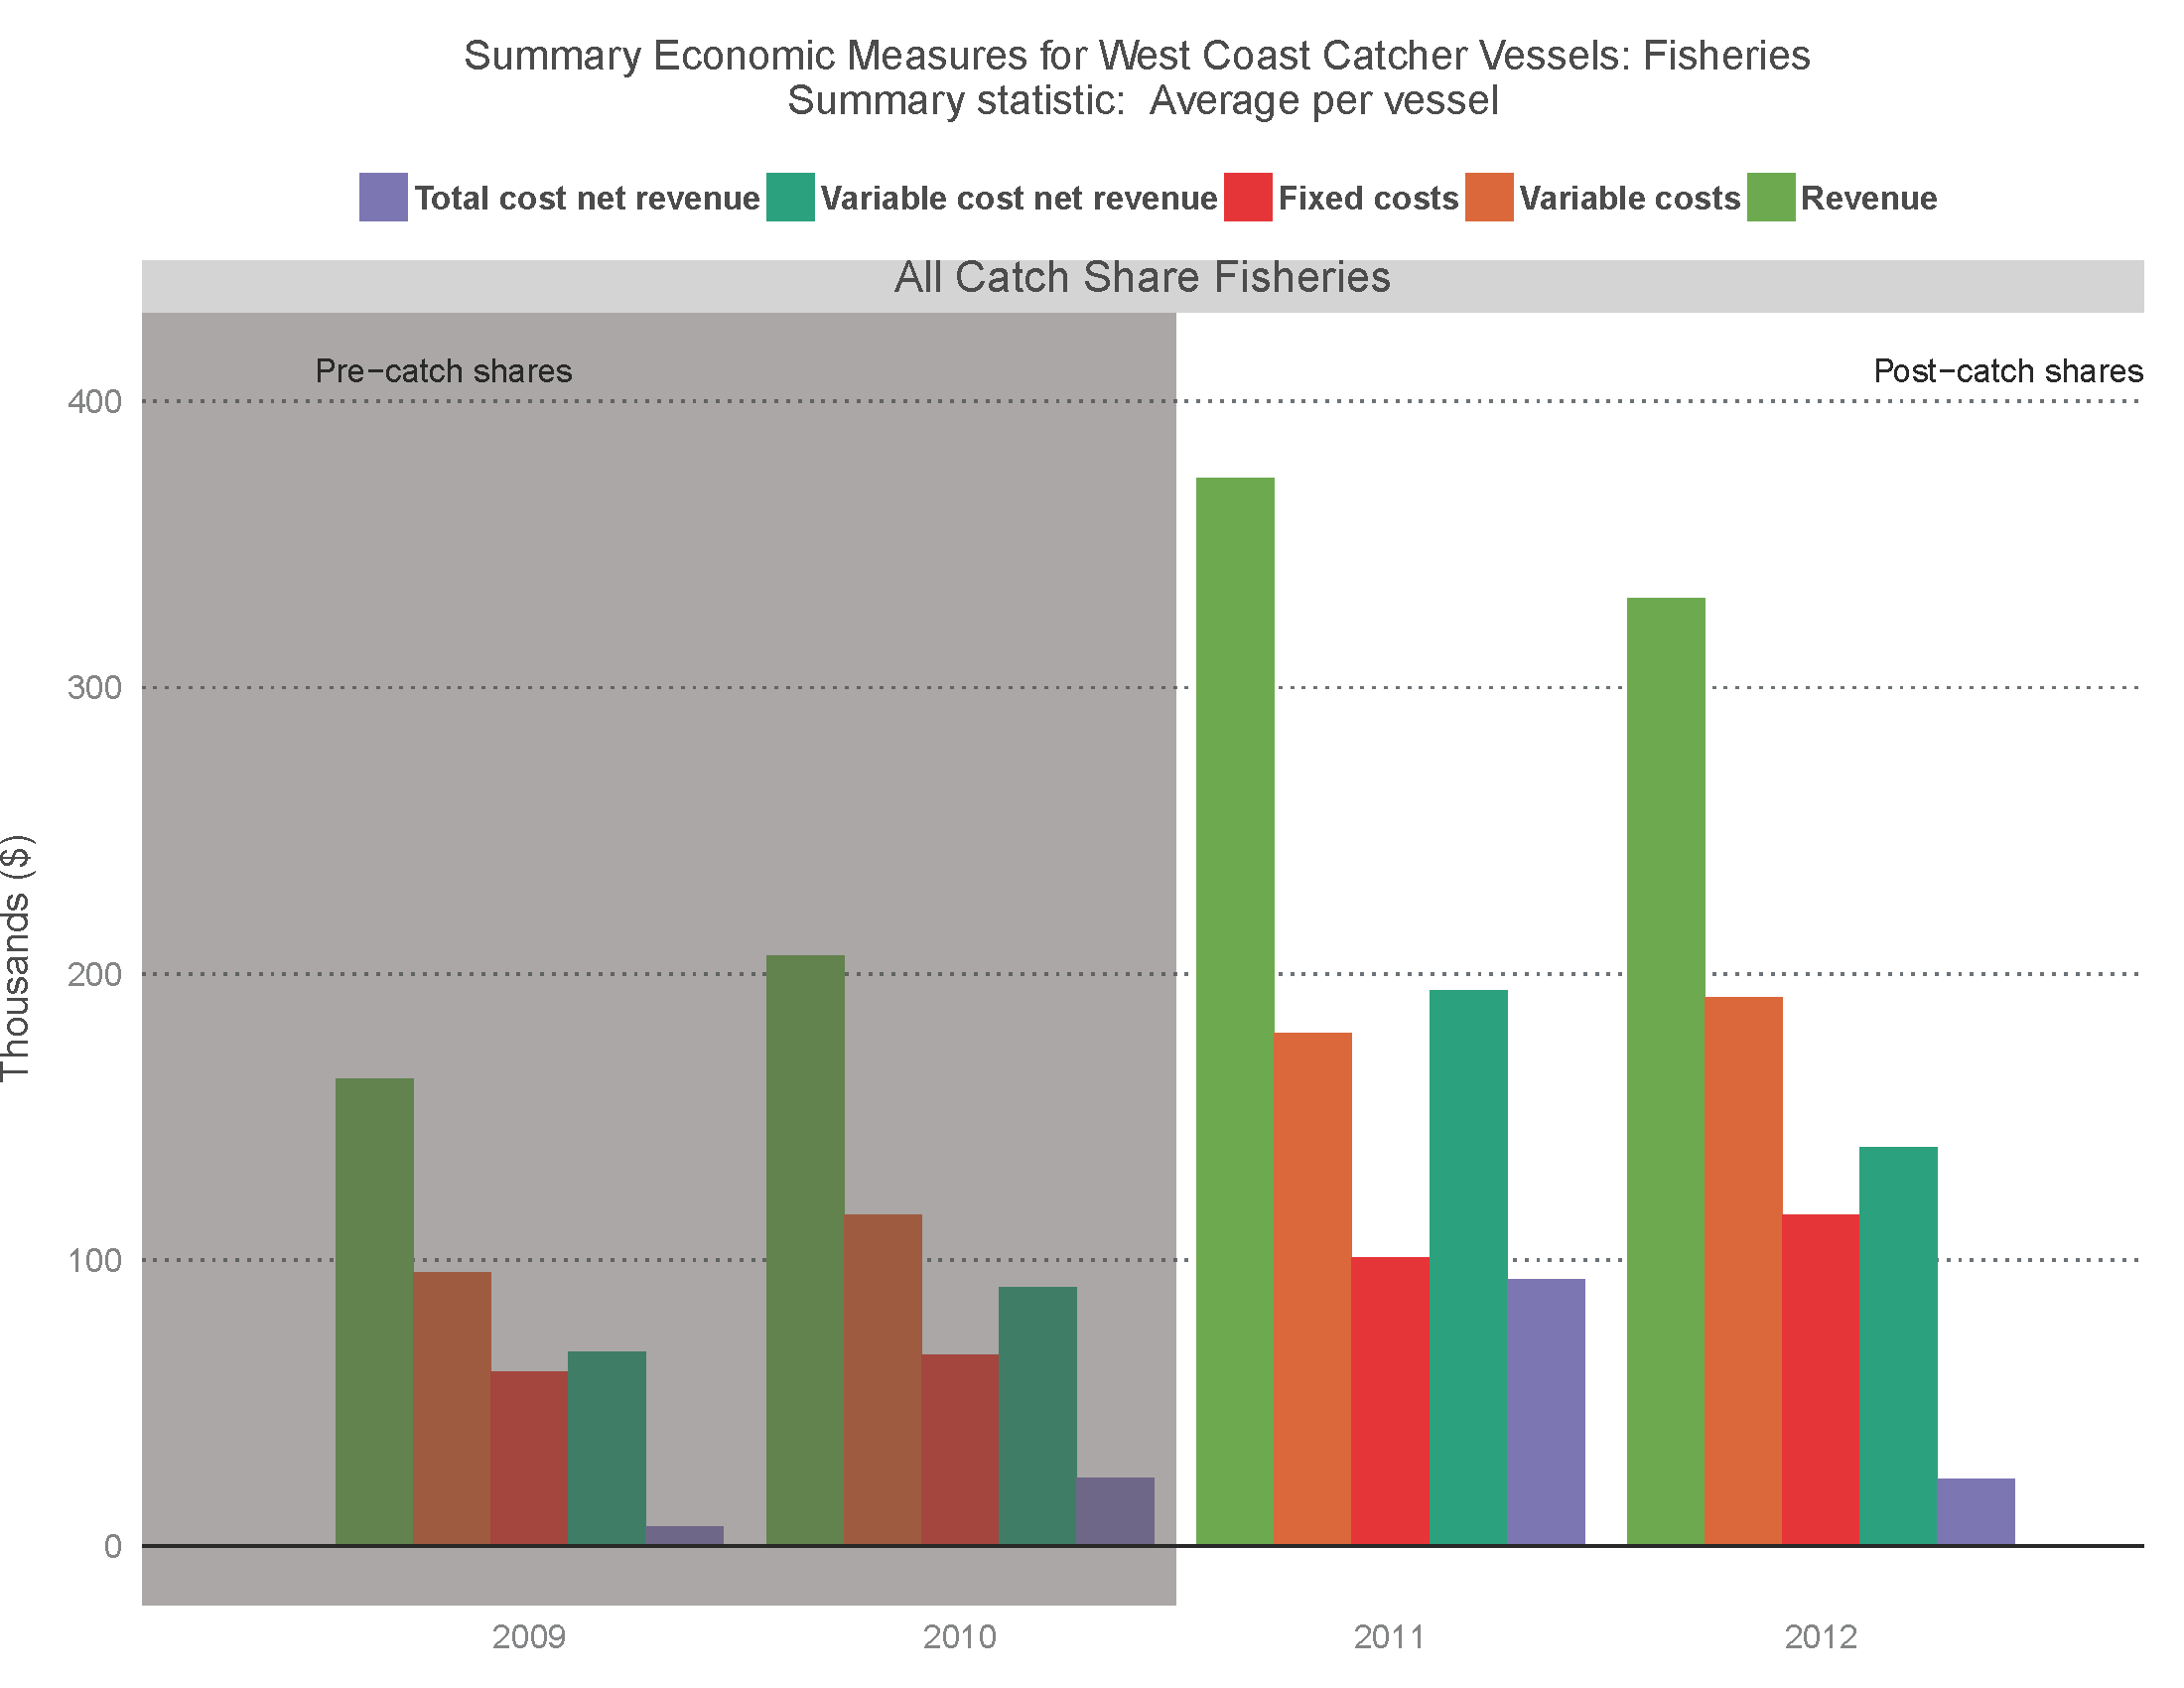 Summary Economic Measures for West Coast Catcher Vessels: Fisheries
Summary statistic:  Average per vessel
Total cost net revenue Variable cost net revenue Fixed costs Variable costs Revenue
All Catch Share Fisheries
Pre−catch shares Post−catch shares
400
300
200
100
0
Thousands ($)
2009 2010 2011 2012